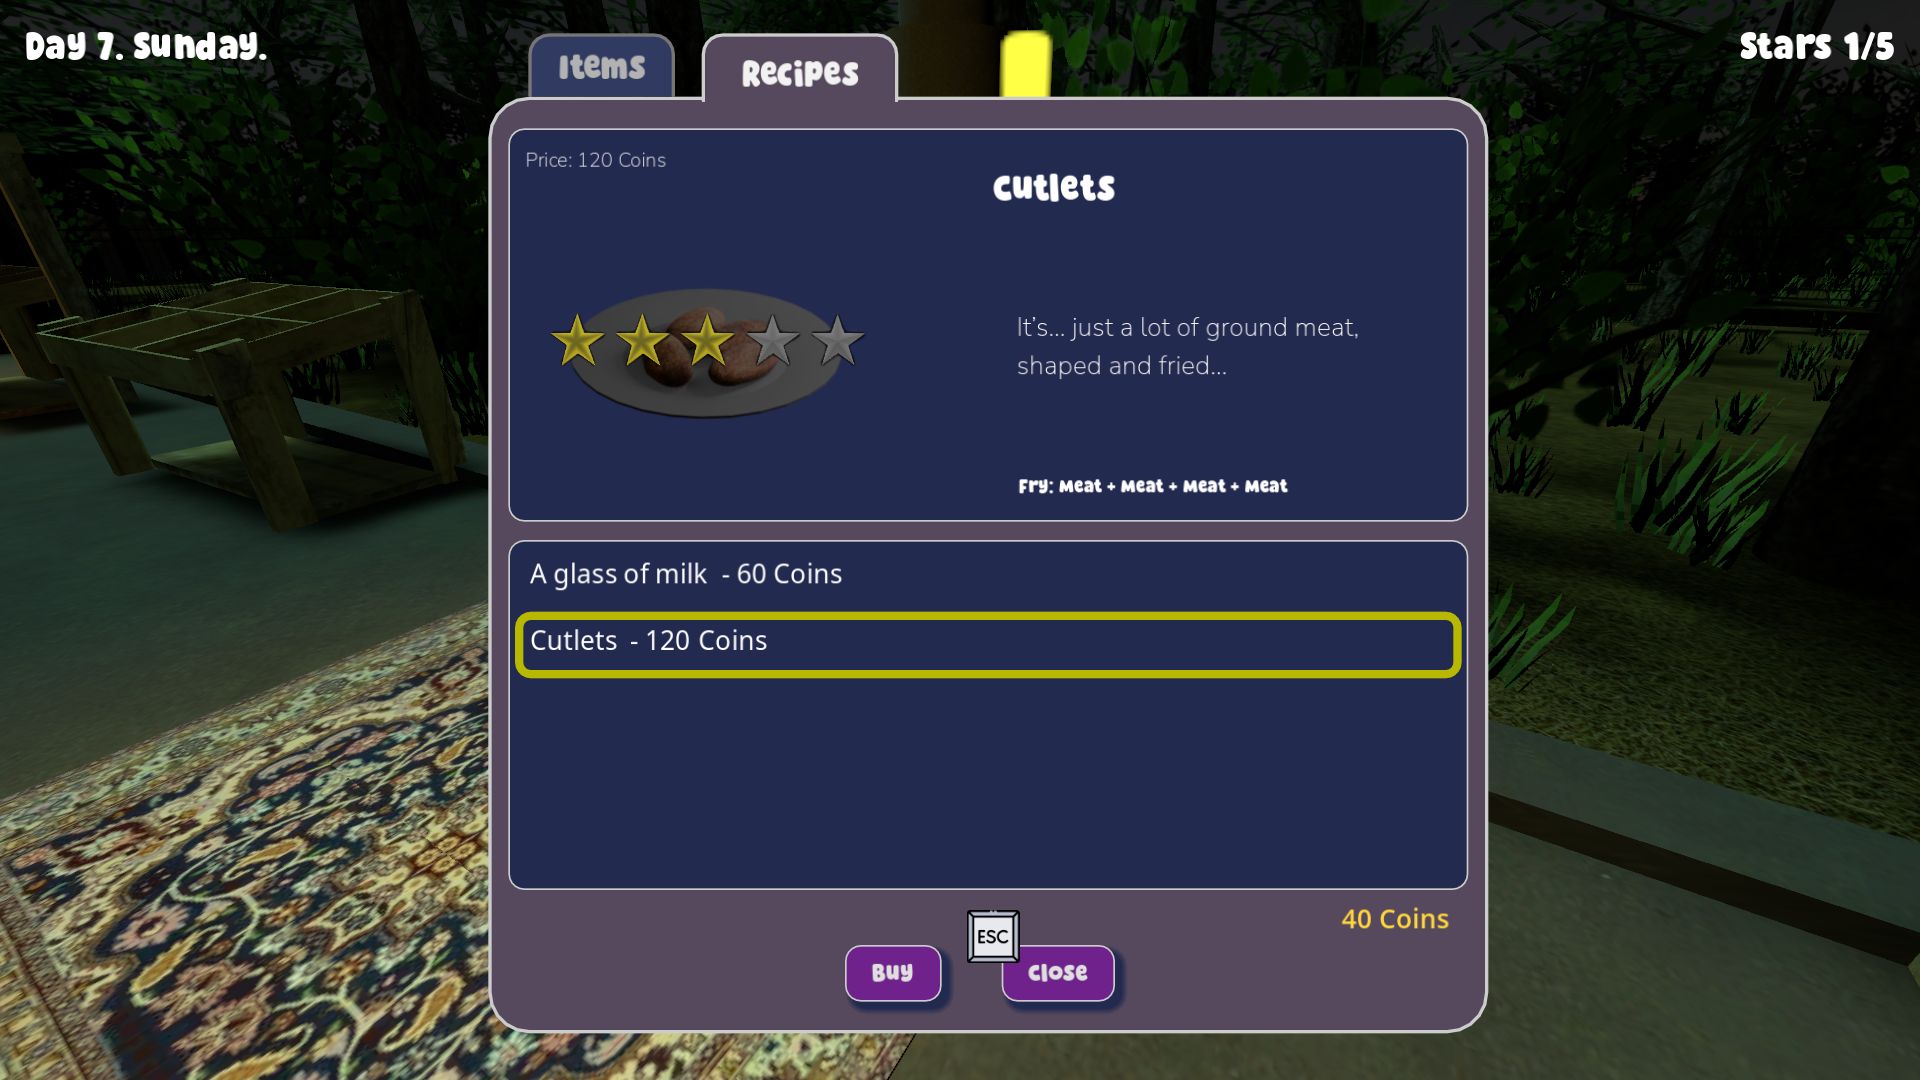 Day 7. Sunday.
Stars 1/5
Items
Recipes
Price: 120 Coins
Cutlets
It's... just a lot of ground meat,
shaped and fried...
Fry: Meat + Meat + Meat + Meat
A glass of milk - 60 Coins
Cutlets - 120 Coins
40 Coins
ESC
Buy
Close